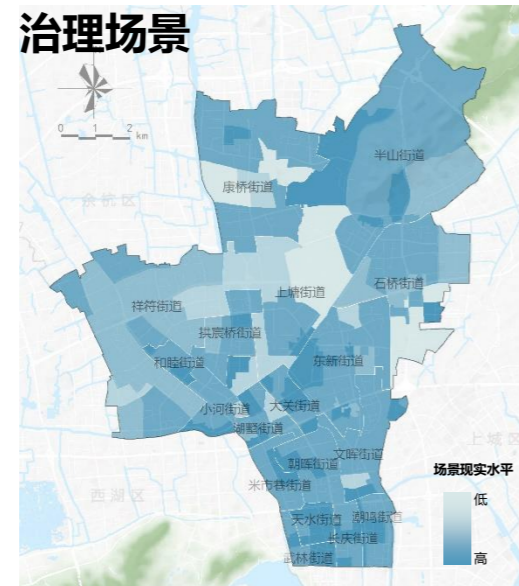 治理场景
0 1 2 km
半山街道
康桥街道
余杭区
石桥街道
上塘街道
祥符街道
拱宸桥街道
和睦街道
东新街道
小河街道
大关街道
湖墅街道
上城区
文晖街道
朝晖街道
场景现实水平
米市巷街道
西湖区
低
天水街道
潮鸣街道
长庆街道
武林街道
高